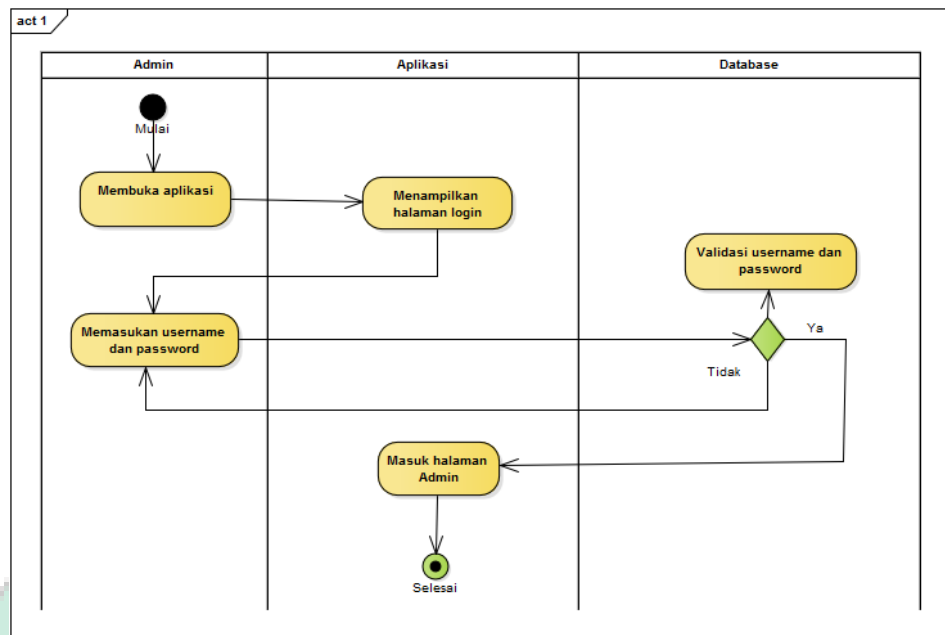 act 1
Admin
Aplikasi
Database
Mulai
Membuka aplikasi
Menampilkan
halaman login
Validasi username dan
password
Memasukan username
dan password
Ya
Tidak
Masuk halaman
Admin
Selesai